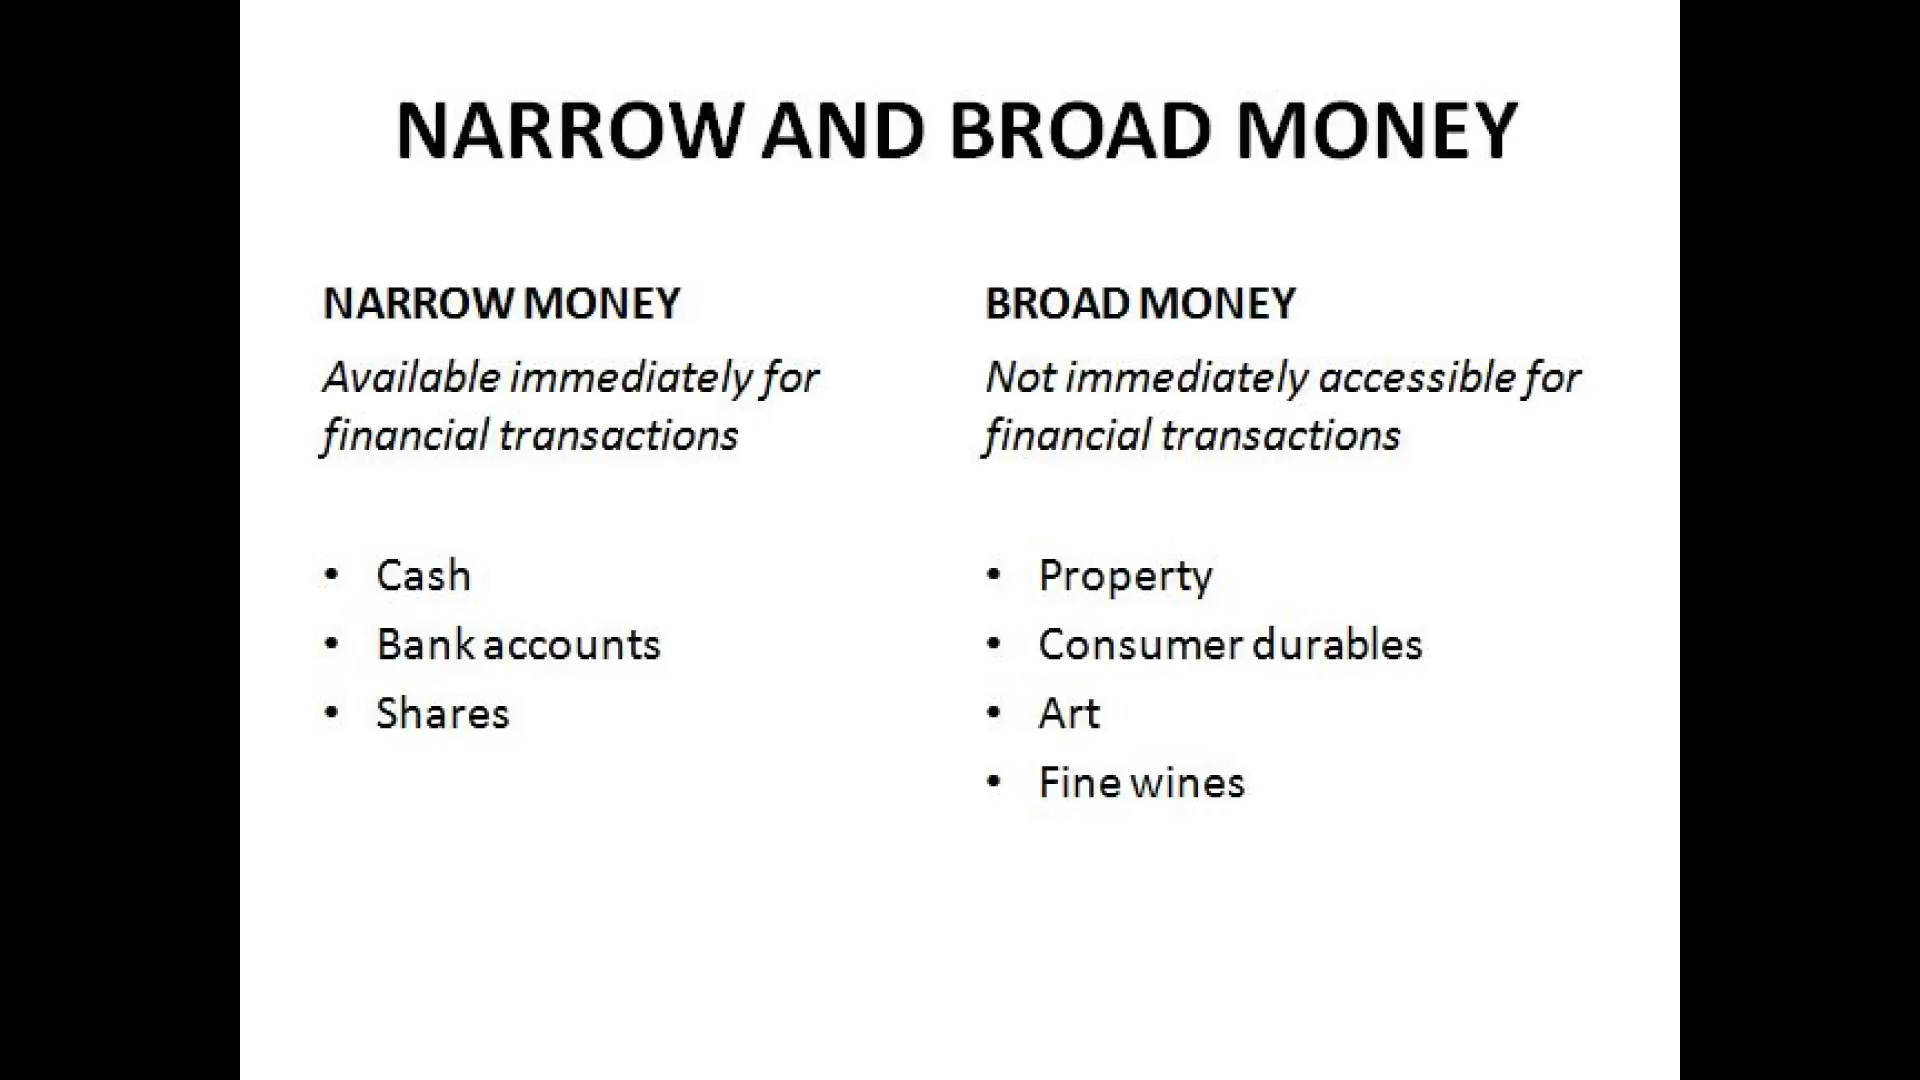 NARROW AND BROAD MONEY
NARROW MONEY
Available immediately for
financial transactions
• Cash
• Bank accounts
• Shares
BROAD MONEY
Not immediately accessible for
financial transactions
• Property
• Consumer durables
• Art
• Fine wines